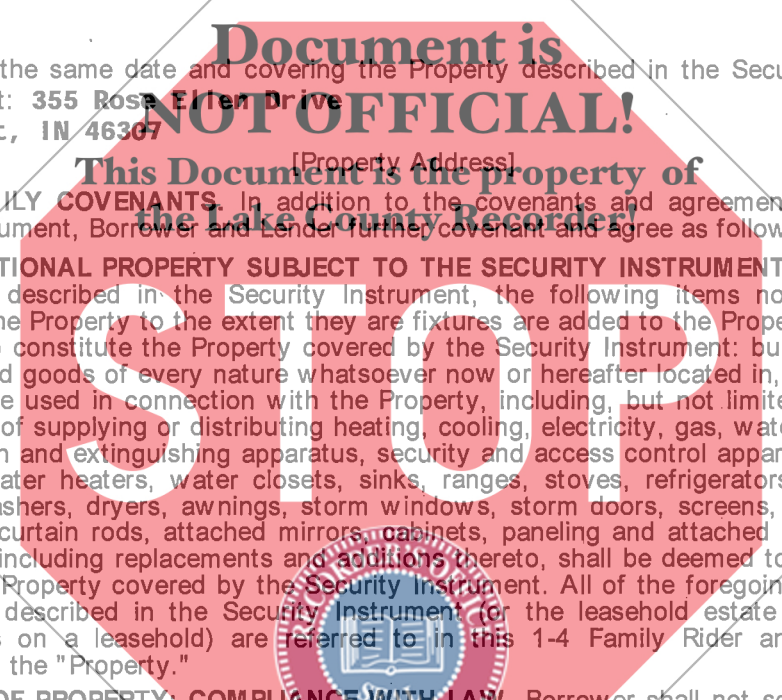 Document is
the same date and covering the Property described in the Secu
t: 355 Rose Ellen Drive
NOT OFFICIAL!
t, IN 46307
[Property Address]
This Document is the property of
ILY COVENANTS. In addition to the covenants and agreemen
the Lake County Recorder!
ument, Borrower and Lender further covenant and agree as follow
TIONAL PROPERTY SUBJECT TO THE SECURITY INSTRUMENT
described in the Security Instrument, the following items no
he Property to the extent they are fixtures are added to the Prope
constitute the Property covered by the Security Instrument: bu
d goods of every nature whatsoever now or hereafter located in,
e used in connection with the Property, including, but not limite
STOP
of supplying or distributing heating, cooling, electricity, gas, wate
n and extinguishing apparatus, security and access control appar
ater heaters, water closets, sinks, ranges, stoves, refrigerators
ashers, dryers, awnings, storm windows, storm doors, screens,
curtain rods, attached mirrors, cabinets, paneling and attached
including replacements and additions thereto, shall be deemed to
Property covered by the Security Instrument. All of the foregoin
described in the Security Instrument (or the leasehold estate
s on a leasehold) are referred to in this 1-4 Family Rider an
the "Property."
OF PROPERTY; COMPLIANCE WITH LAW. Borrower shall not se